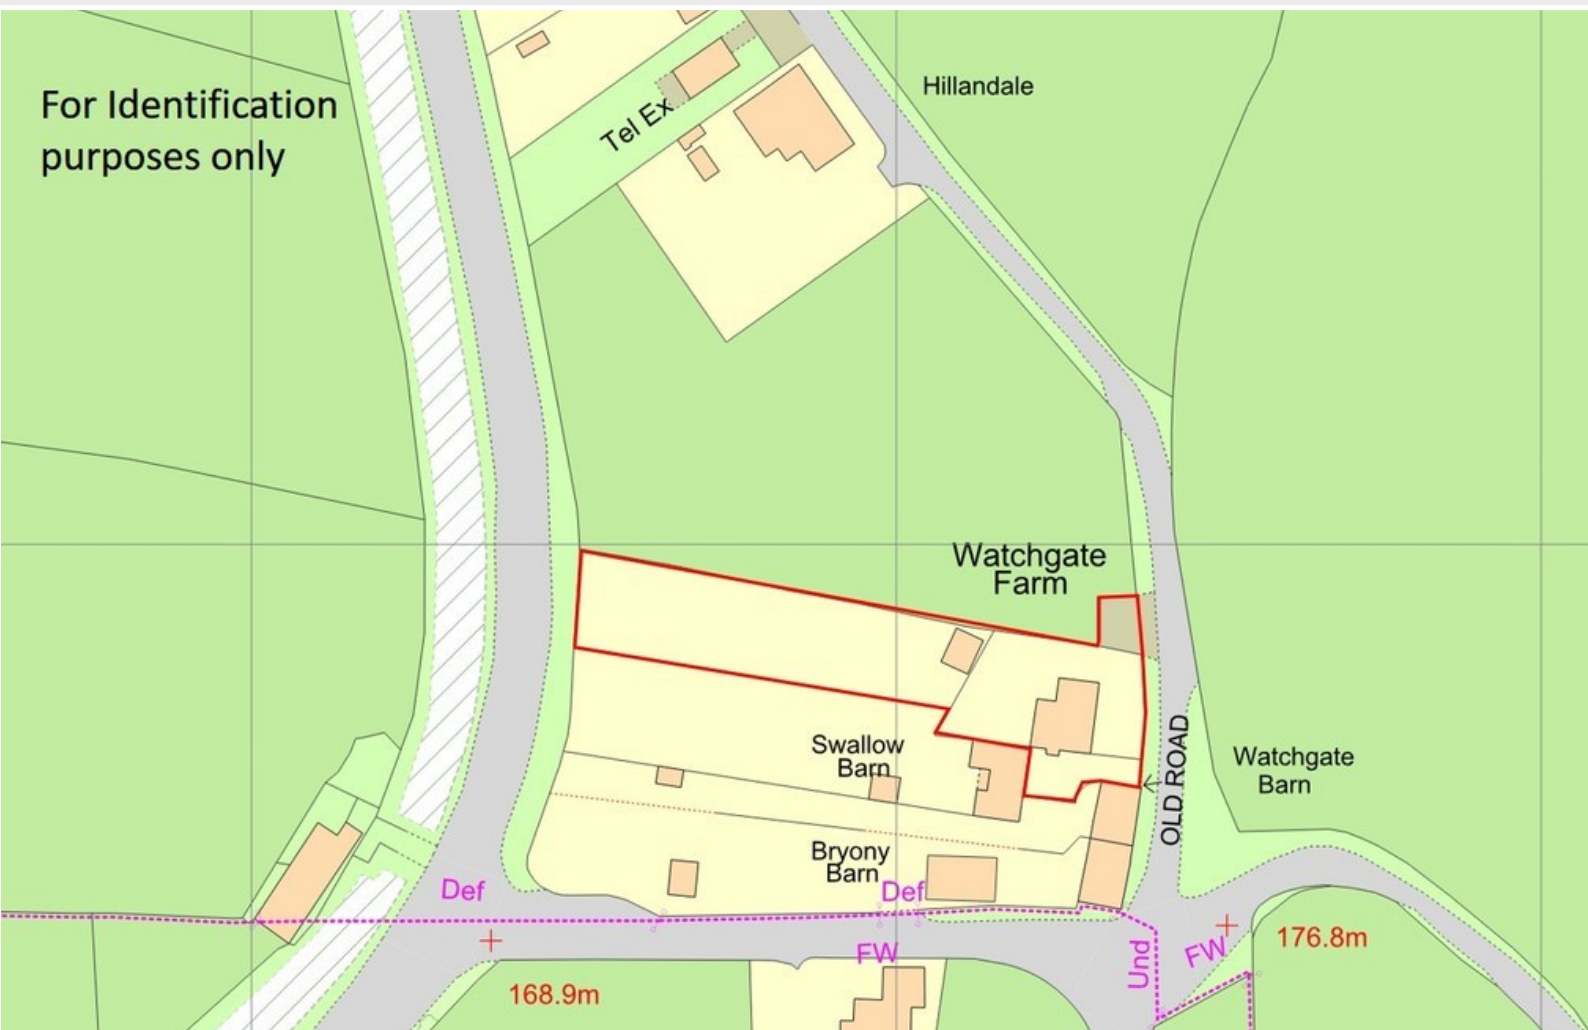 Hillandale
For Identification
purposes only
Tel Ex
Watchgate
Farm
Swallow
Barn
OLD ROAD
Watchgate
Barn
Bryony
Barn
Def
Def
FW
Und
FW
176.8m
168.9m